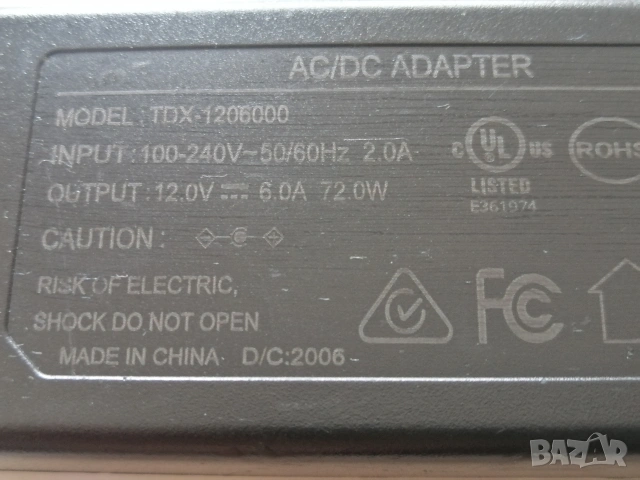 AC/DC ADAPTER
MODEL :TDX-1206000
INPUT :100-240V~50/60Hz 2.0A
OUTPUT :12.0V⎓ 6.0A 72.0W
CAUTION :
RISK OF ELECTRIC,
SHOCK DO NOT OPEN
MADE IN CHINA D/C:2006
C UL US
LISTED
E361974
ROHS
FC
BAZAR